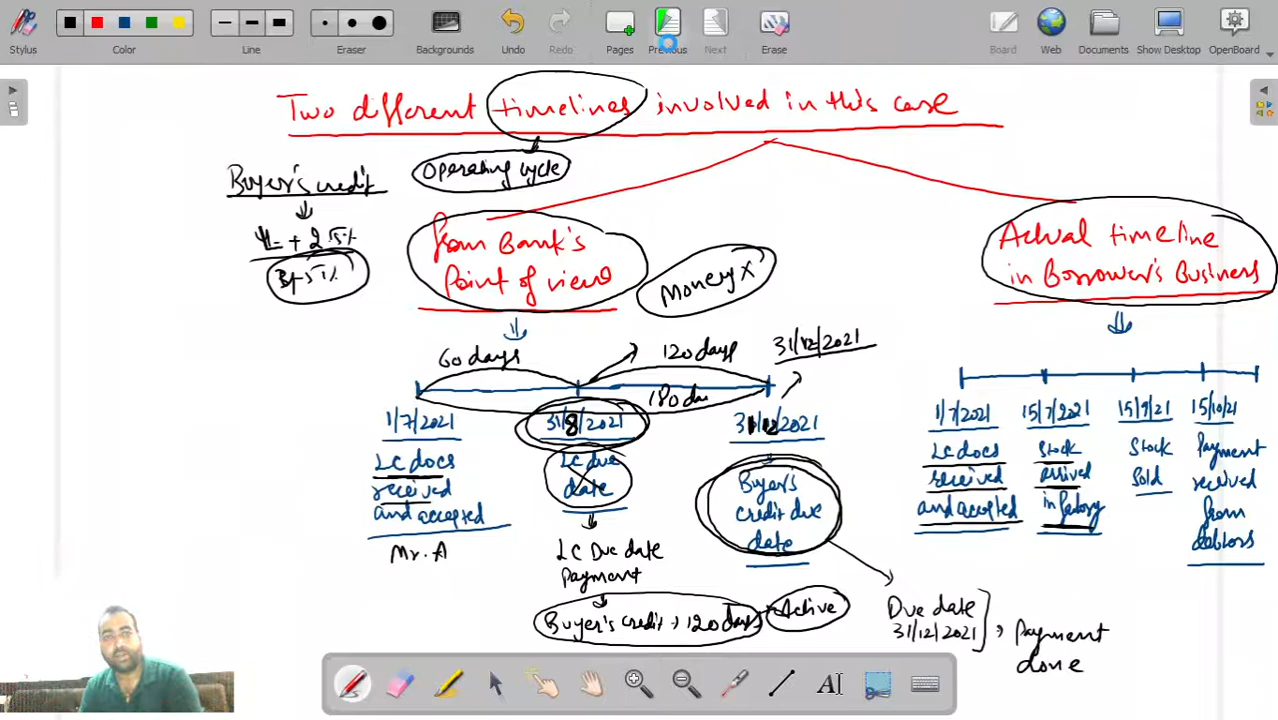 Stylus
Color
Line
Eraser
Backgrounds
Undo
Redo
Pages
Previous
Next
Erase
Board
Web
Documents
Show Desktop
OpenBoard
Two different timelines involved in this case
Operating cycle
Buyer's credit
+ 2.5%
from Bank's
Point of view
Money X
Actual timeline
in Borrower's Business
60 days
120 days
31/12/2021
180 da
1/7/2021
LC docs
received
and accepted
Mr. A
31/8/2021
LC due
date
LC Due date
Payment
Buyer's credit → 120 days
Active
31/12/2021
Buyer's
credit due
date
Due date
31/12/2021
Payment
done
1/7/2021
LC docs
received
and accepted
15/7/2021
Stock
arrived
in factory
15/9/21
Stock
Sold
15/10/21
Payment
received
from
debtors